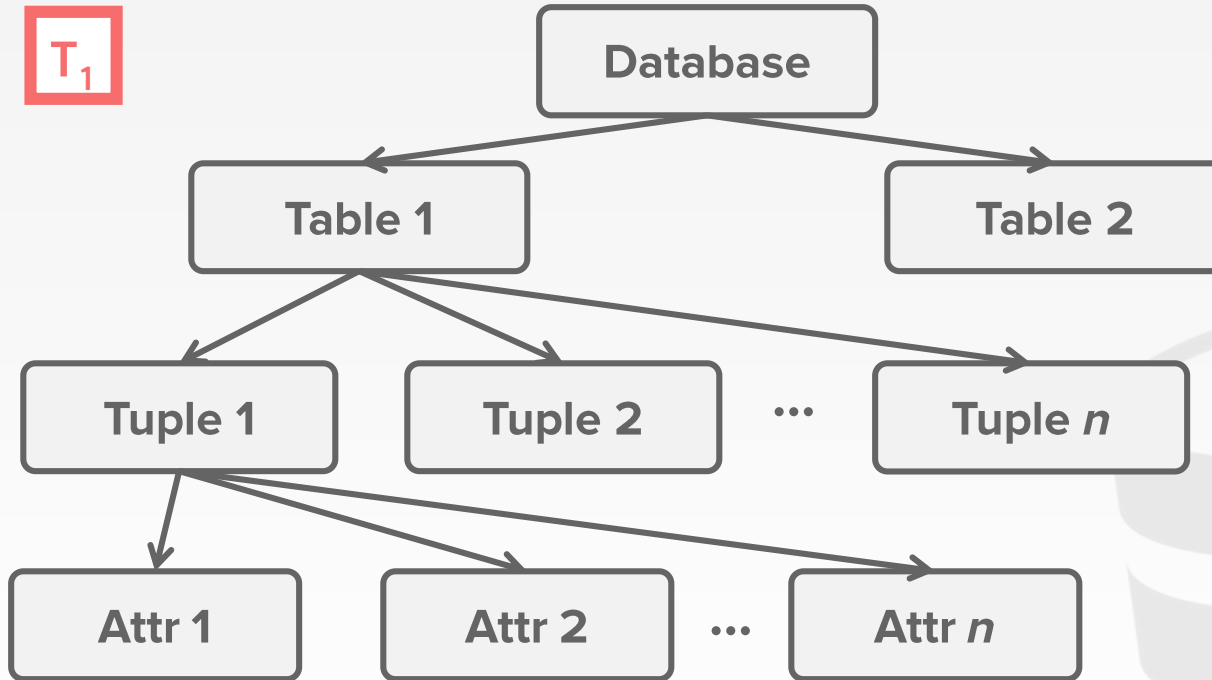 T1
Database
Table 1
Table 2
Tuple 1
Tuple 2
...
Tuple n
Attr 1
Attr 2
...
Attr n